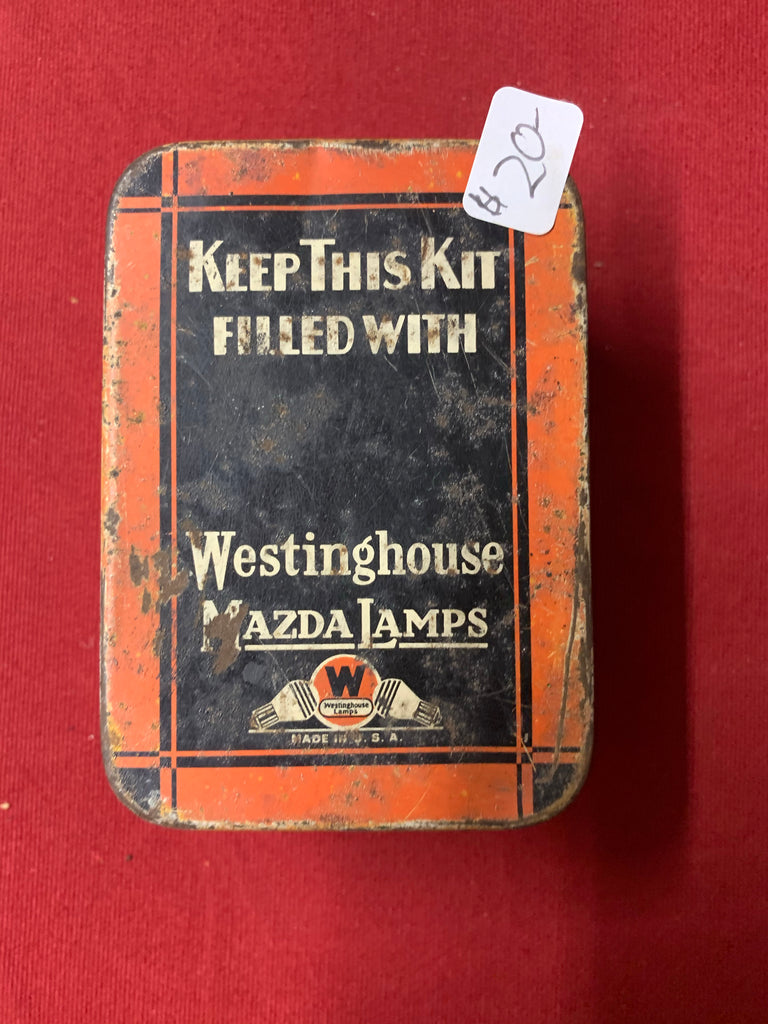 $20-
KEEP THIS KIT
FILLED WITH
Westinghouse
MAZDA LAMPS
W
Westinghouse
Lamps
MADE IN U. S. A.